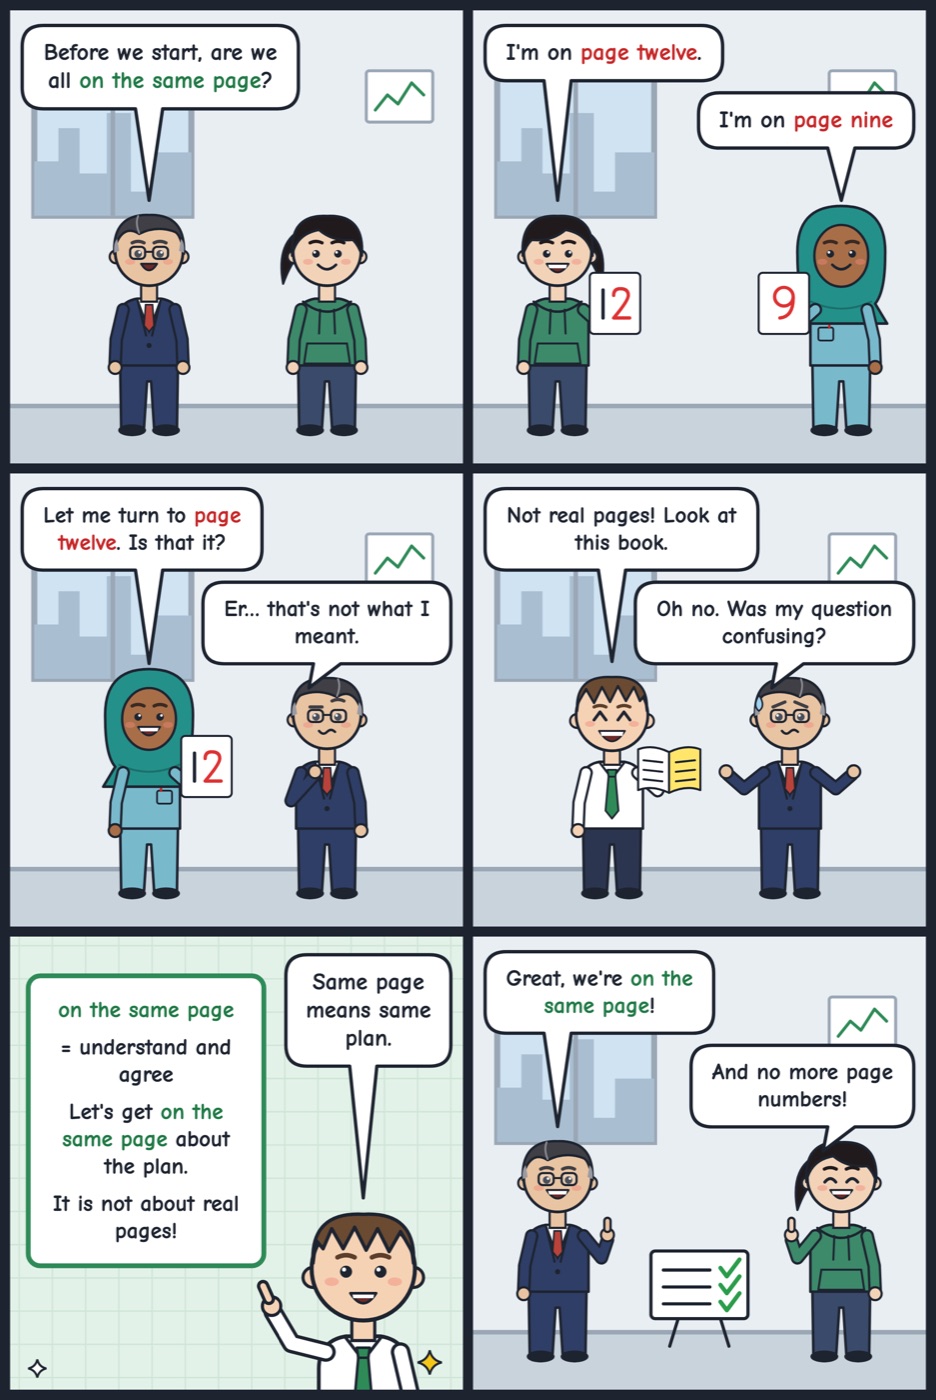 Before we start, are we
all on the same page?
I'm on page twelve.
I'm on page nine
12
9
Let me turn to page
twelve. Is that it?
Er... that's not what I
meant.
12
Not real pages! Look at
this book.
Oh no. Was my question
confusing?
on the same page
= understand and
agree
Let's get on the
same page about
the plan.
It is not about real
pages!
Same page
means same
plan.
Great, we're on the
same page!
And no more page
numbers!